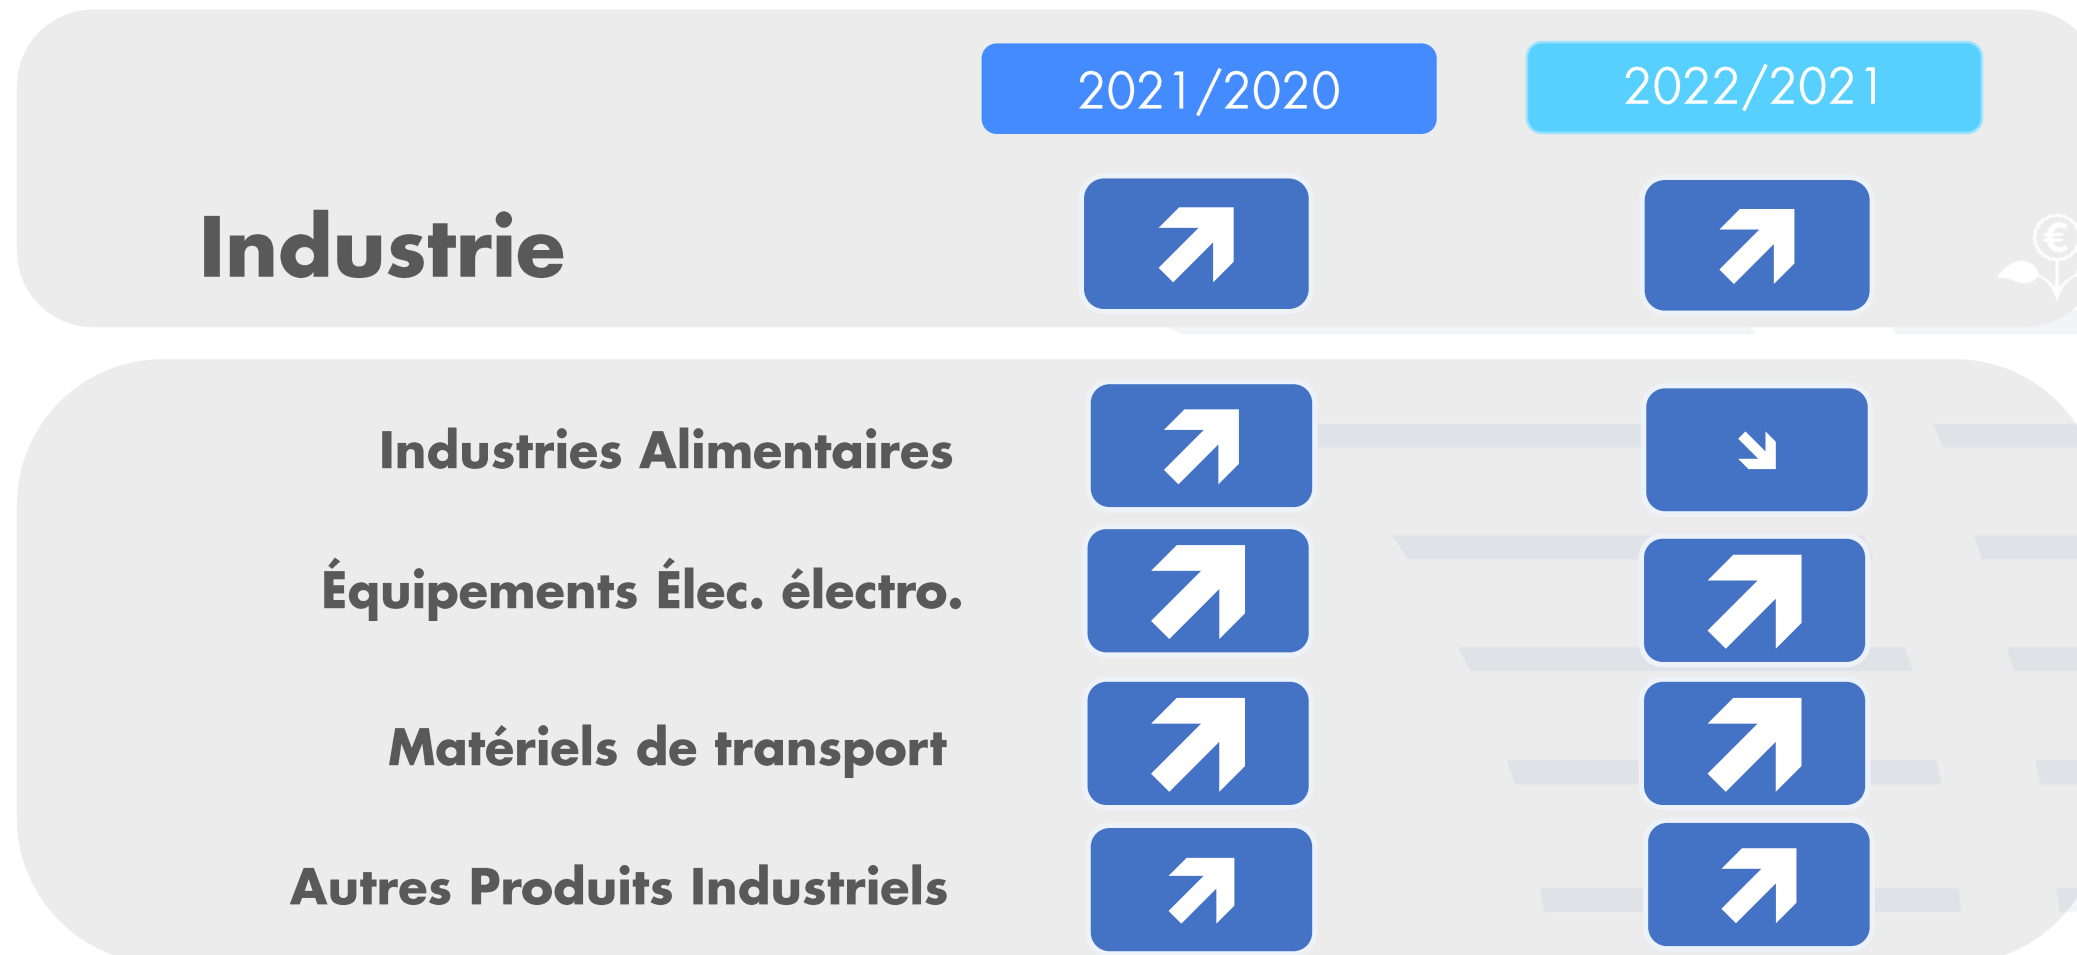 2021/2020
2022/2021
Industrie
€
Industries Alimentaires
Équipements Élec. électro.
Matériels de transport
Autres Produits Industriels